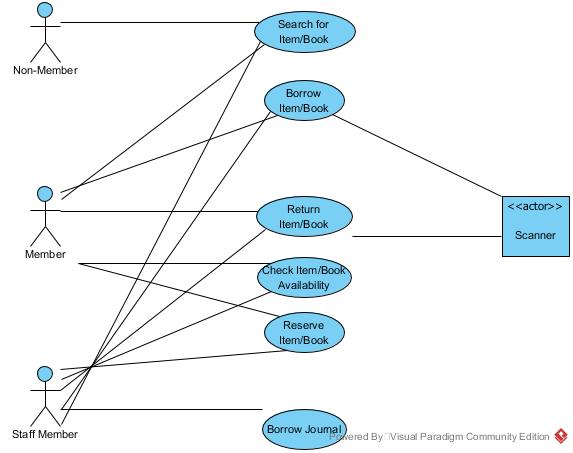 Search for
Item/Book
Non-Member
Borrow
Item/Book
<<actor>>
Scanner
Return
Item/Book
Member
Check Item/Book
Availability
Reserve
Item/Book
Staff Member
Borrow Journal
Powered By Visual Paradigm Community Edition